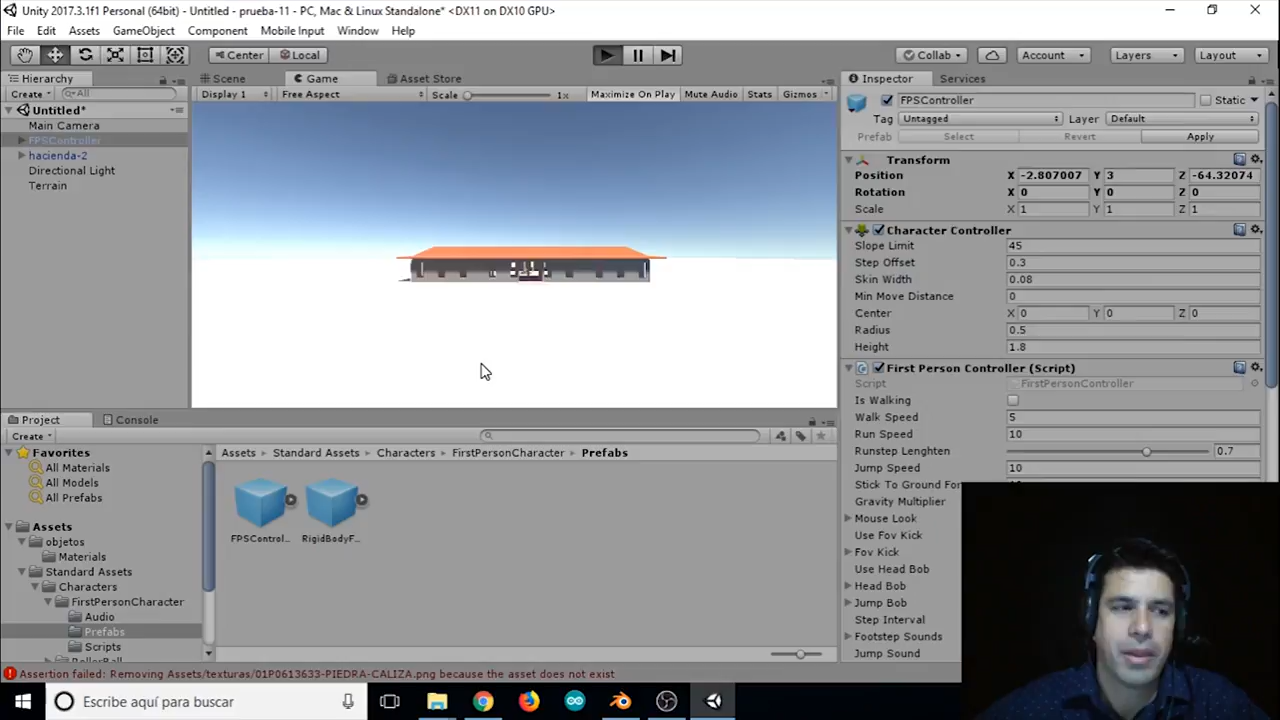 Unity 2017.3.1f1 Personal (64bit) - Untitled - prueba-11 - PC, Mac & Linux Standalone* <DX11 on DX10 GPU>
File Edit Assets GameObject Component Mobile Input Window Help
Center Local Collab Account Layers Layout
Hierarchy Scene Game Asset Store Inspector Services
Create All Display 1 Free Aspect Scale 1x Maximize On Play Mute Audio Stats Gizmos FPSController Static
Untitled*
Tag Untagged Layer Default
Main Camera
Prefab Select Revert Apply
FPSController
hacienda-2
Transform
Directional Light
Position X -2.807007 Y 3 Z -64.32074
Terrain
Rotation X 0 Y 0 Z 0
Scale X 1 Y 1 Z 1
Character Controller
Slope Limit 45
Step Offset 0.3
Skin Width 0.08
Min Move Distance 0
Center X 0 Y 0 Z 0
Radius 0.5
Height 1.8
First Person Controller (Script)
Script FirstPersonController
Is Walking
Walk Speed 5
Run Speed 10
Runstep Lenghten 0.7
Jump Speed 10
Stick To Ground For
Gravity Multiplier
Mouse Look
Use Fov Kick
Fov Kick
Use Head Bob
Head Bob
Jump Bob
Step Interval
Footstep Sounds
Jump Sound
Project Console
Create
Favorites
All Materials
All Models
All Prefabs
Assets
objetos
Materials
Standard Assets
Characters
FirstPersonCharacter
Audio
Prefabs
Scripts
RollerBall
Assets Standard Assets Characters FirstPersonCharacter Prefabs
FPSControl... RigidBodyF...
Assertion failed: Removing Assets/texturas/01P0613633-PIEDRA-CALIZA.png because the asset does not exist
Escribe aquí para buscar